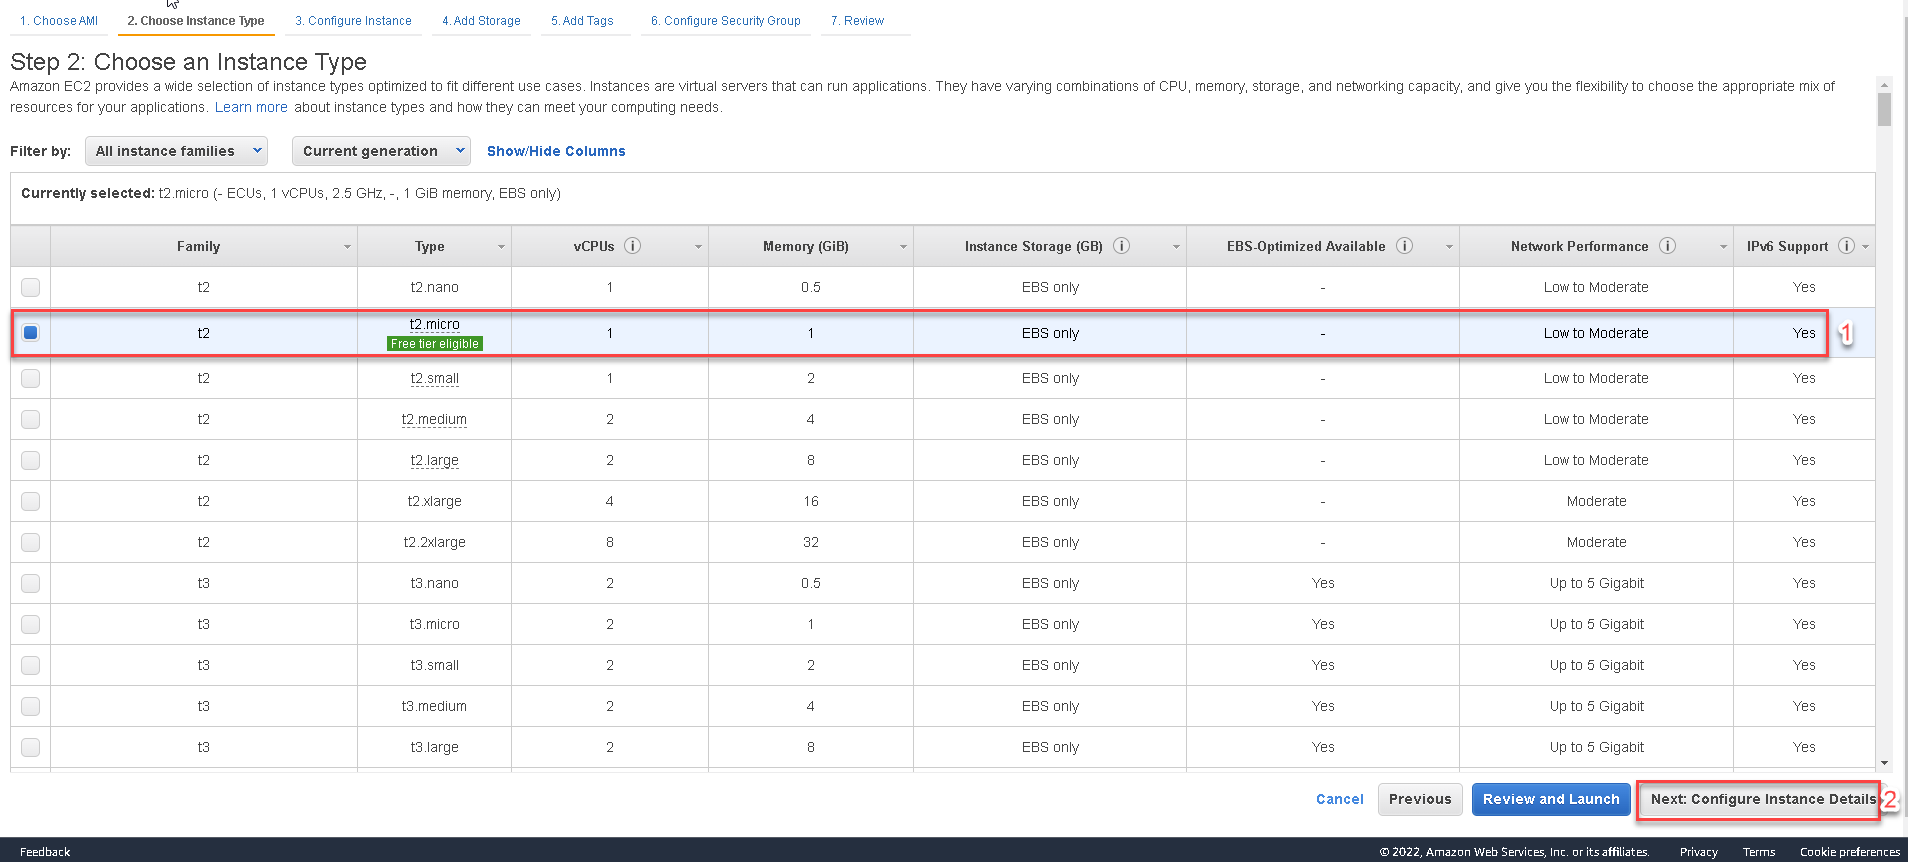 1. Choose AMI 2. Choose Instance Type 3. Configure Instance 4. Add Storage 5. Add Tags 6. Configure Security Group 7. Review
Step 2: Choose an Instance Type
Amazon EC2 provides a wide selection of instance types optimized to fit different use cases. Instances are virtual servers that can run applications. They have varying combinations of CPU, memory, storage, and networking capacity, and give you the flexibility to choose the appropriate mix of
resources for your applications. Learn more about instance types and how they can meet your computing needs.
Filter by: All instance families Current generation Show/Hide Columns
Currently selected: t2.micro (- ECUs, 1 vCPUs, 2.5 GHz, -, 1 GiB memory, EBS only)
Family Type vCPUs i Memory (GiB) Instance Storage (GB) i EBS-Optimized Available i Network Performance i IPv6 Support i
t2 t2.nano 1 0.5 EBS only - Low to Moderate Yes
t2 t2.micro 1 1 EBS only - Low to Moderate Yes 1
Free tier eligible
t2 t2.small 1 2 EBS only - Low to Moderate Yes
t2 t2.medium 2 4 EBS only - Low to Moderate Yes
t2 t2.large 2 8 EBS only - Low to Moderate Yes
t2 t2.xlarge 4 16 EBS only - Moderate Yes
t2 t2.2xlarge 8 32 EBS only - Moderate Yes
t3 t3.nano 2 0.5 EBS only Yes Up to 5 Gigabit Yes
t3 t3.micro 2 1 EBS only Yes Up to 5 Gigabit Yes
t3 t3.small 2 2 EBS only Yes Up to 5 Gigabit Yes
t3 t3.medium 2 4 EBS only Yes Up to 5 Gigabit Yes
t3 t3.large 2 8 EBS only Yes Up to 5 Gigabit Yes
Cancel Previous Review and Launch Next: Configure Instance Details 2
Feedback © 2022, Amazon Web Services, Inc. or its affiliates. Privacy Terms Cookie preferences